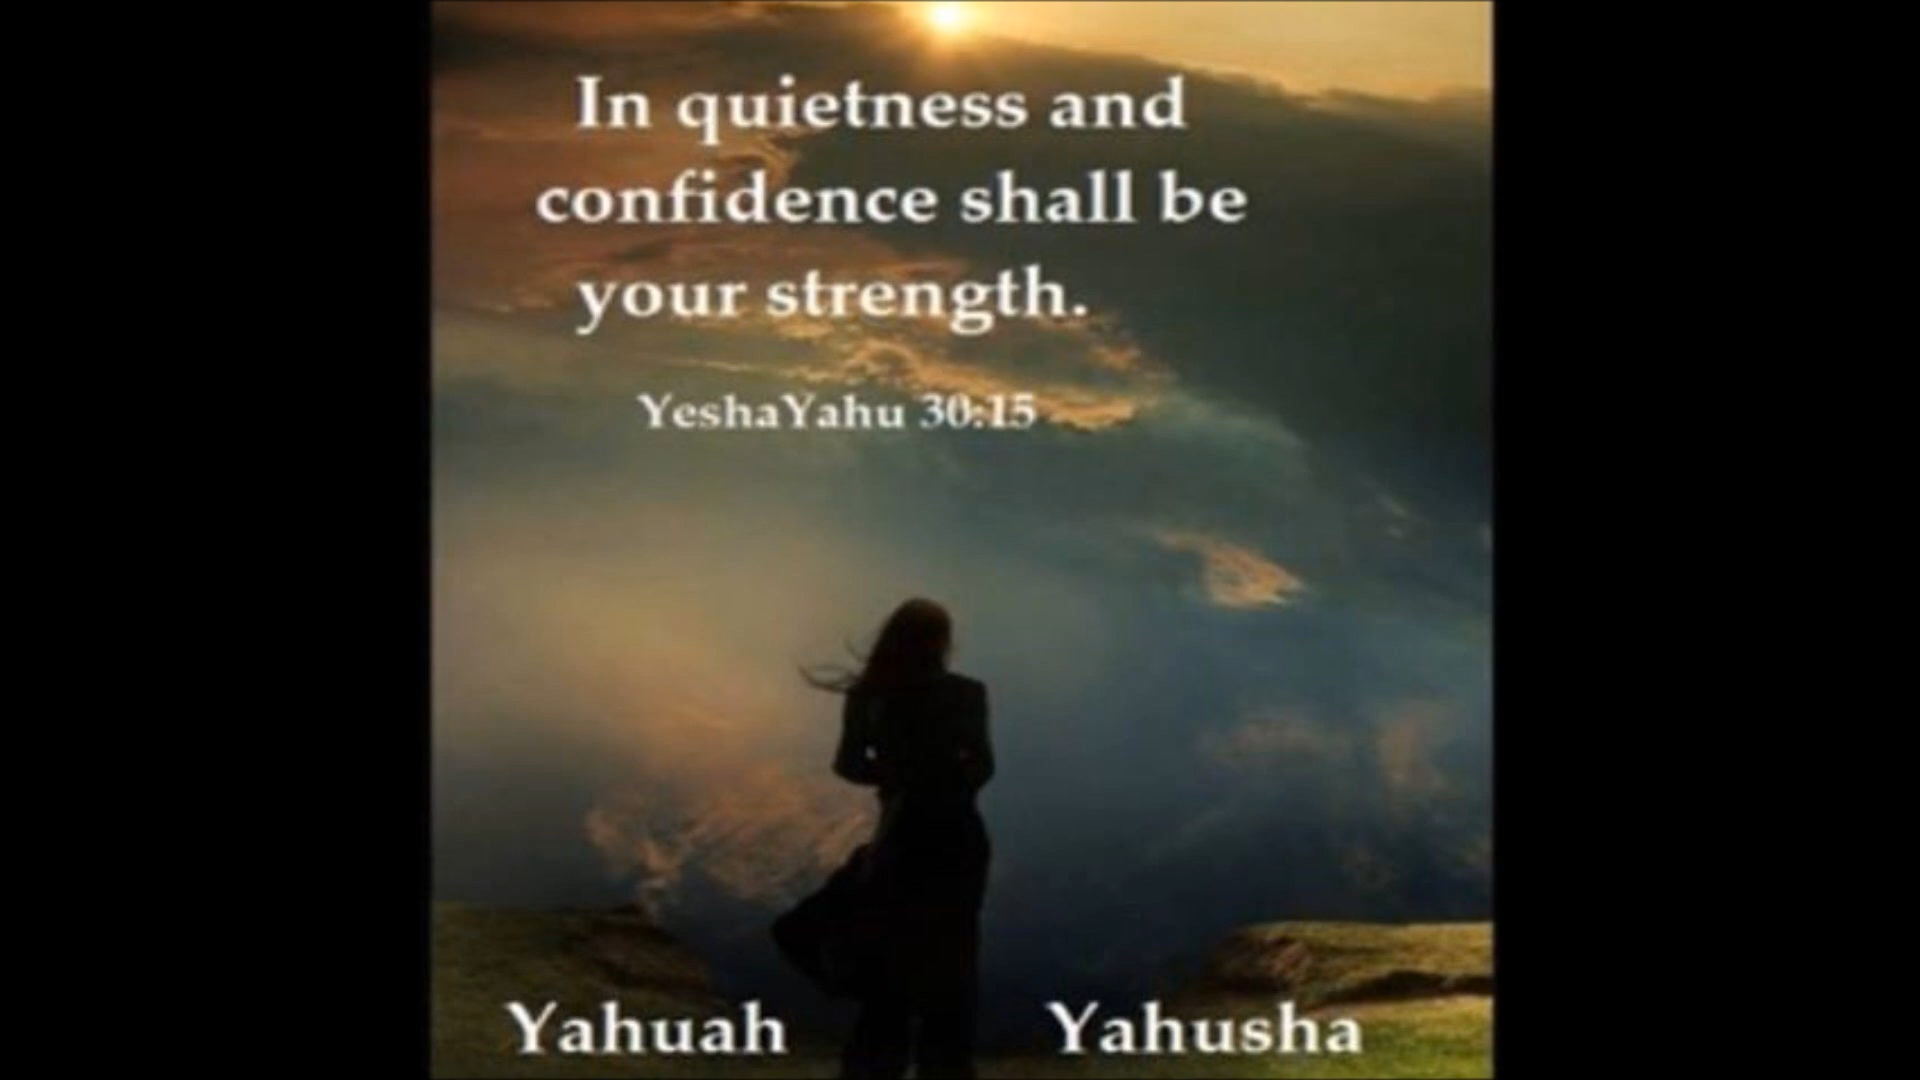 In quietness and
confidence shall be
your strength.
YeshaYahu 30:15
Yahuah Yahusha